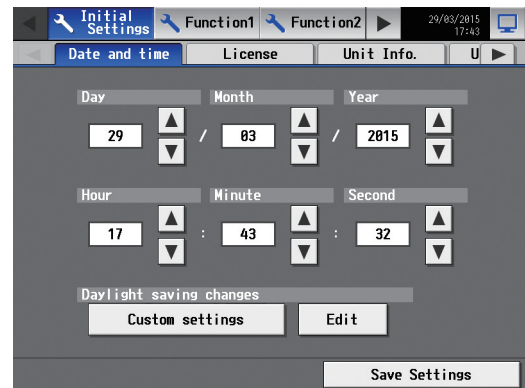 Initial Settings
Function1
Function2
29/03/2015
17:43
Date and time
License
Unit Info.
U
Day
Month
Year
29 / 03 / 2015
Hour
Minute
Second
17 : 43 : 32
Daylight saving changes
Custom settings
Edit
Save Settings